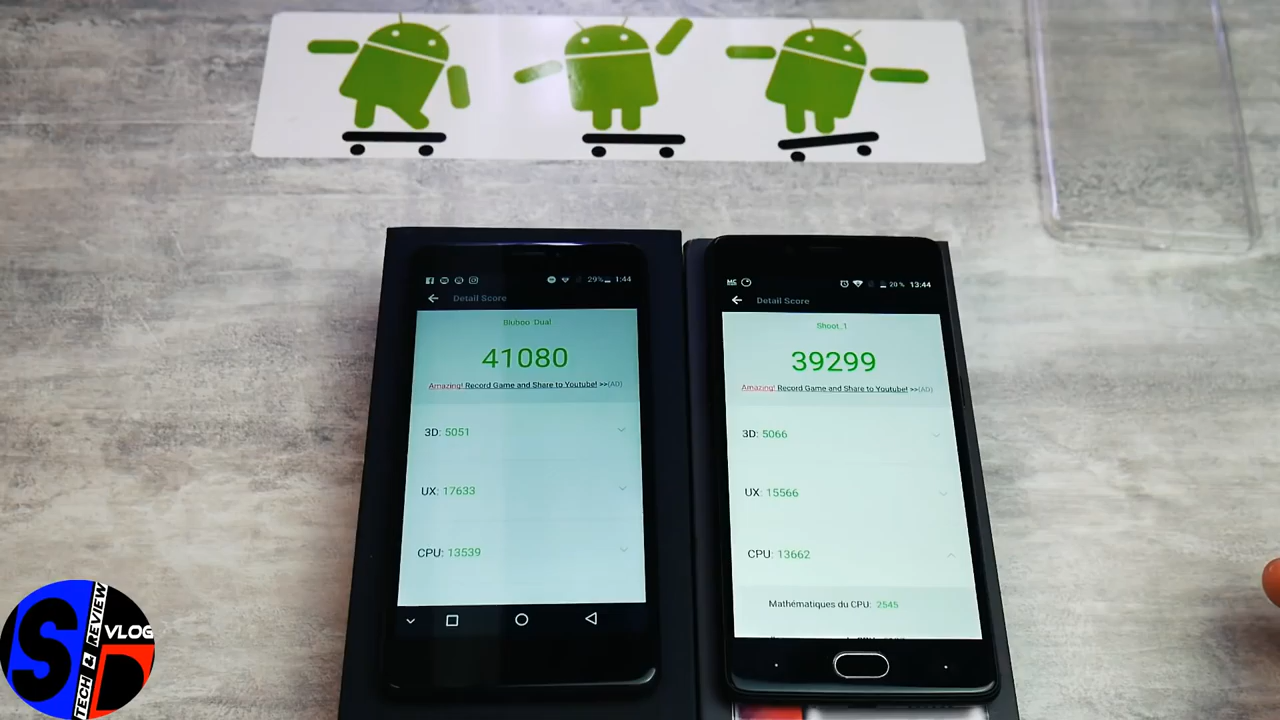 29% 1:44
Detail Score
Bluboo Dual
41080
Amazing! Record Game and Share to Youtube! >>(AD)
3D: 5051
UX: 17633
CPU: 13539
20% 13:44
Detail Score
Shoot_1
39299
Amazing! Record Game and Share to Youtube! >>(AD)
3D: 5066
UX: 15566
CPU: 13662
Mathématiques du CPU: 2545
SD
TECH & REVIEW
VLOG